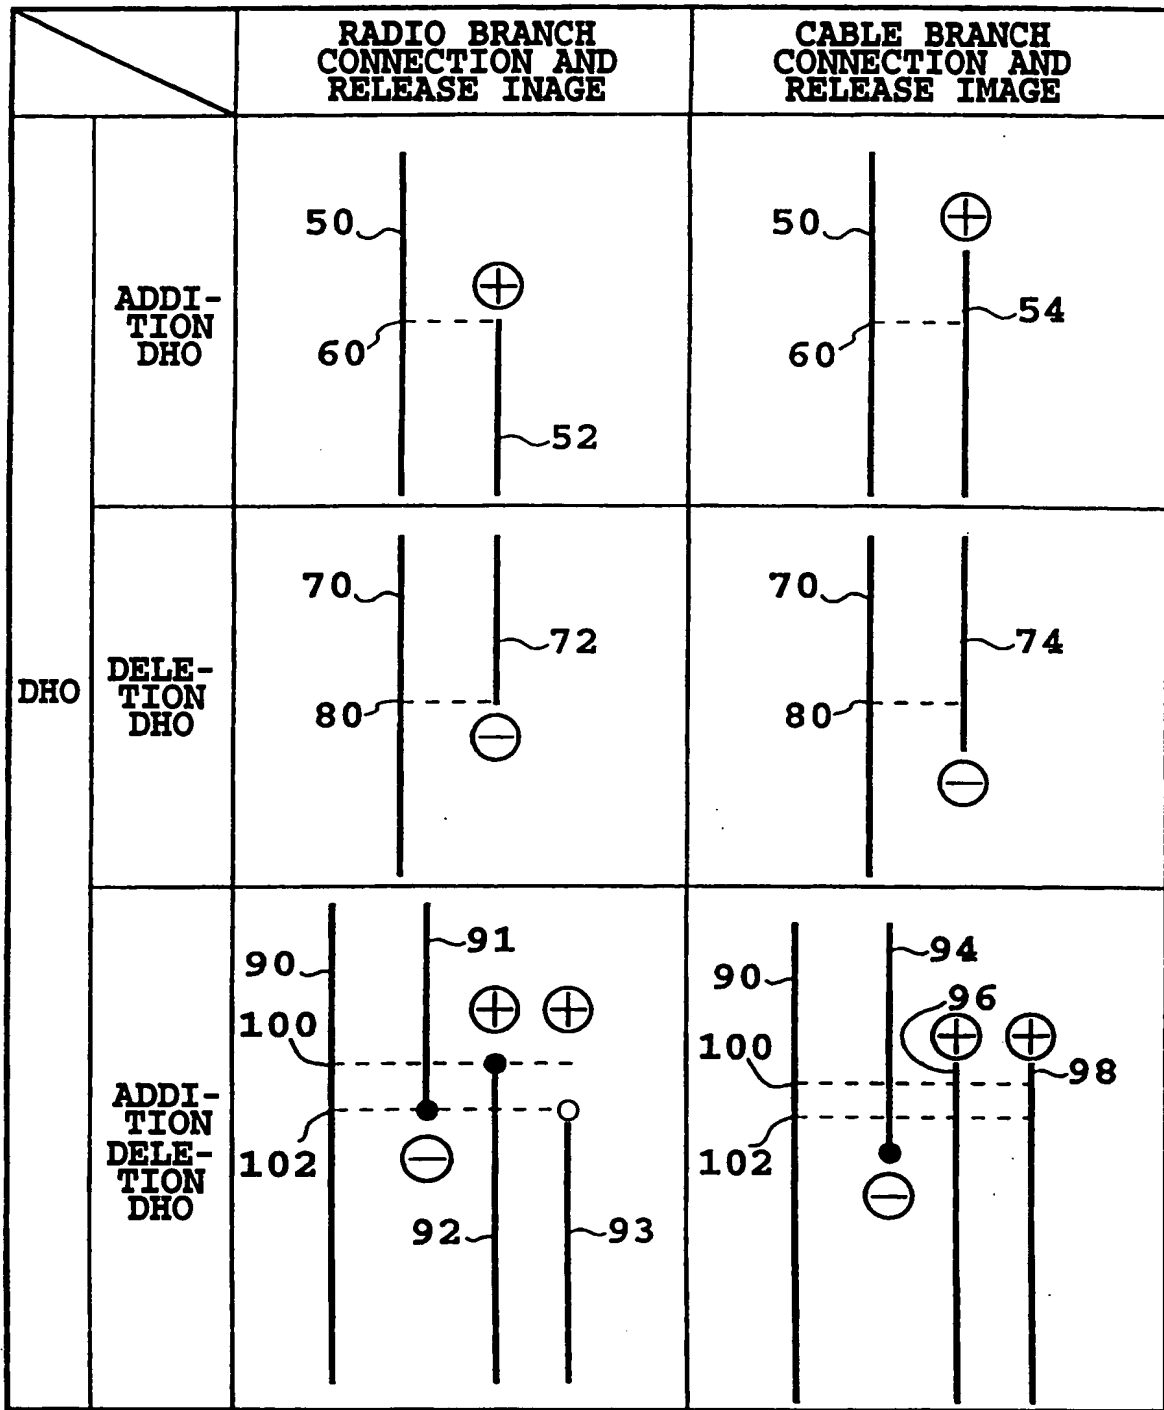 RADIO BRANCH
CONNECTION AND
RELEASE INAGE
CABLE BRANCH
CONNECTION AND
RELEASE IMAGE
DHO
ADDI-
TION
DHO
50
60
52
50
60
54
DELE-
TION
DHO
70
72
80
70
74
80
ADDI-
TION
DELE-
TION
DHO
90
91
100
102
92
93
90
94
96
100
98
102